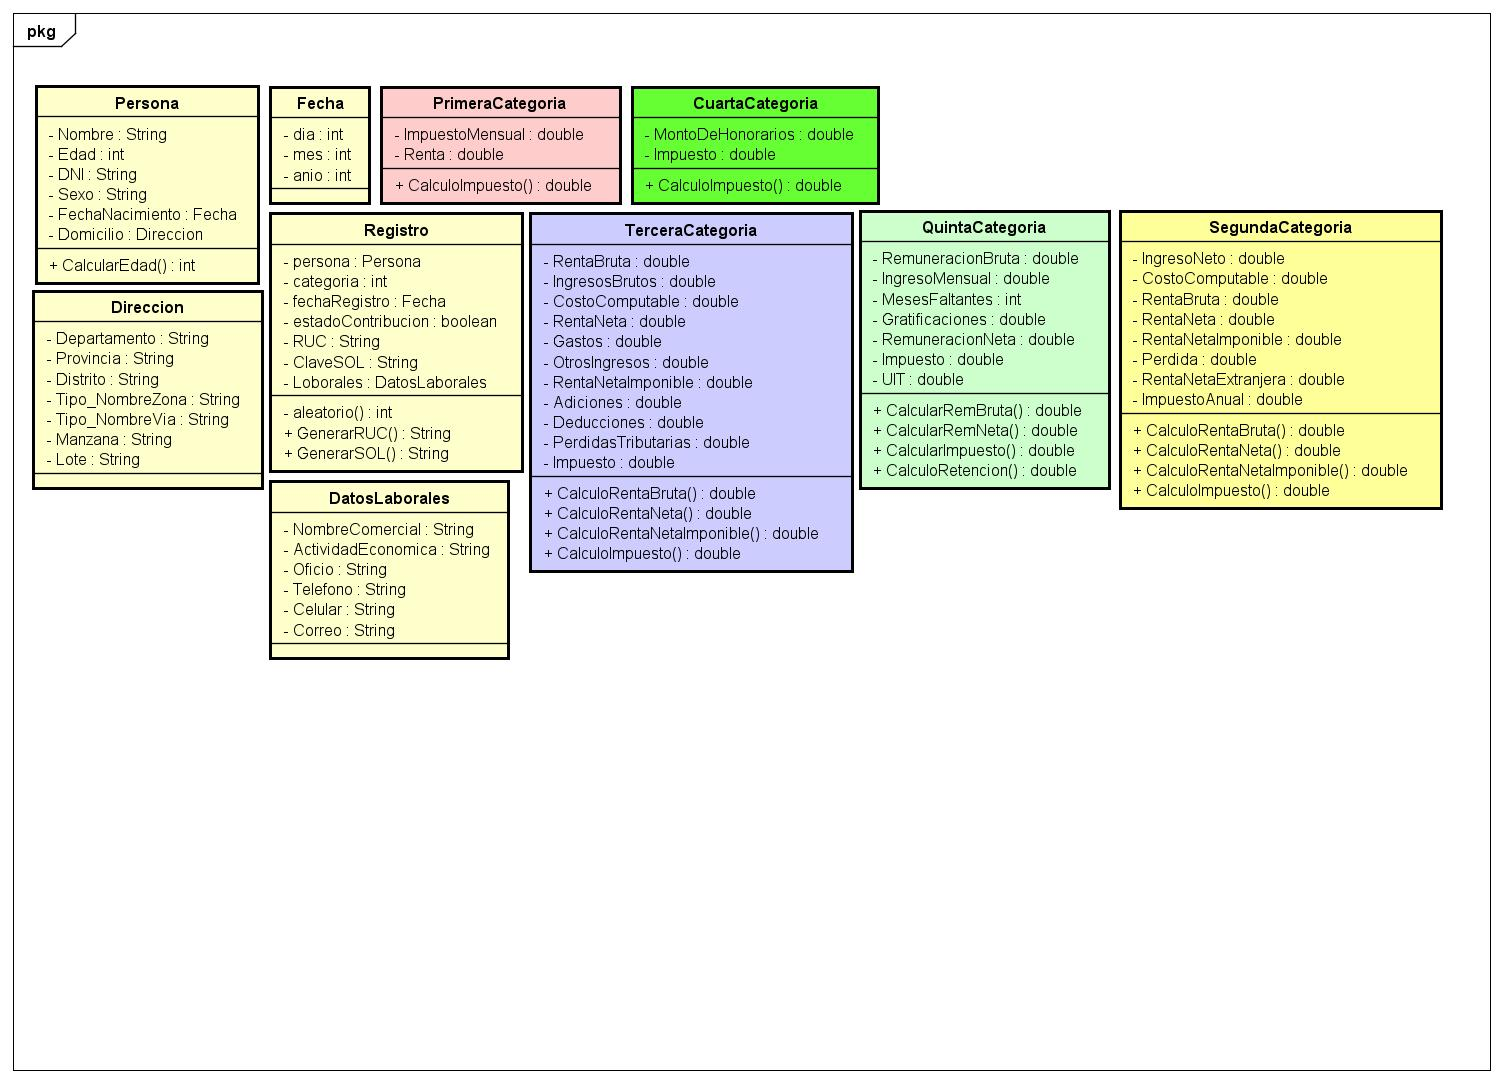 pkg
Persona
- Nombre : String
- Edad : int
- DNI : String
- Sexo : String
- FechaNacimiento : Fecha
- Domicilio : Direccion
+ CalcularEdad() : int
Fecha
- dia : int
- mes : int
- anio : int
PrimeraCategoria
- ImpuestoMensual : double
- Renta : double
+ CalculoImpuesto() : double
CuartaCategoria
- MontoDeHonorarios : double
- Impuesto : double
+ CalculoImpuesto() : double
Direccion
- Departamento : String
- Provincia : String
- Distrito : String
- Tipo_NombreZona : String
- Tipo_NombreVia : String
- Manzana : String
- Lote : String
Registro
- persona : Persona
- categoria : int
- fechaRegistro : Fecha
- estadoContribucion : boolean
- RUC : String
- ClaveSOL : String
- Loborales : DatosLaborales
- aleatorio() : int
+ GenerarRUC() : String
+ GenerarSOL() : String
DatosLaborales
- NombreComercial : String
- ActividadEconomica : String
- Oficio : String
- Telefono : String
- Celular : String
- Correo : String
TerceraCategoria
- RentaBruta : double
- IngresosBrutos : double
- CostoComputable : double
- RentaNeta : double
- Gastos : double
- OtrosIngresos : double
- RentaNetaImponible : double
- Adiciones : double
- Deducciones : double
- PerdidasTributarias : double
- Impuesto : double
+ CalculoRentaBruta() : double
+ CalculoRentaNeta() : double
+ CalculoRentaNetaImponible() : double
+ CalculoImpuesto() : double
QuintaCategoria
- RemuneracionBruta : double
- IngresoMensual : double
- MesesFaltantes : int
- Gratificaciones : double
- RemuneracionNeta : double
- Impuesto : double
- UIT : double
+ CalcularRemBruta() : double
+ CalcularRemNeta() : double
+ CalcularImpuesto() : double
+ CalculoRetencion() : double
SegundaCategoria
- IngresoNeto : double
- CostoComputable : double
- RentaBruta : double
- RentaNeta : double
- RentaNetaImponible : double
- Perdida : double
- RentaNetaExtranjera : double
- ImpuestoAnual : double
+ CalculoRentaBruta() : double
+ CalculoRentaNeta() : double
+ CalculoRentaNetaImponible() : double
+ CalculoImpuesto() : double